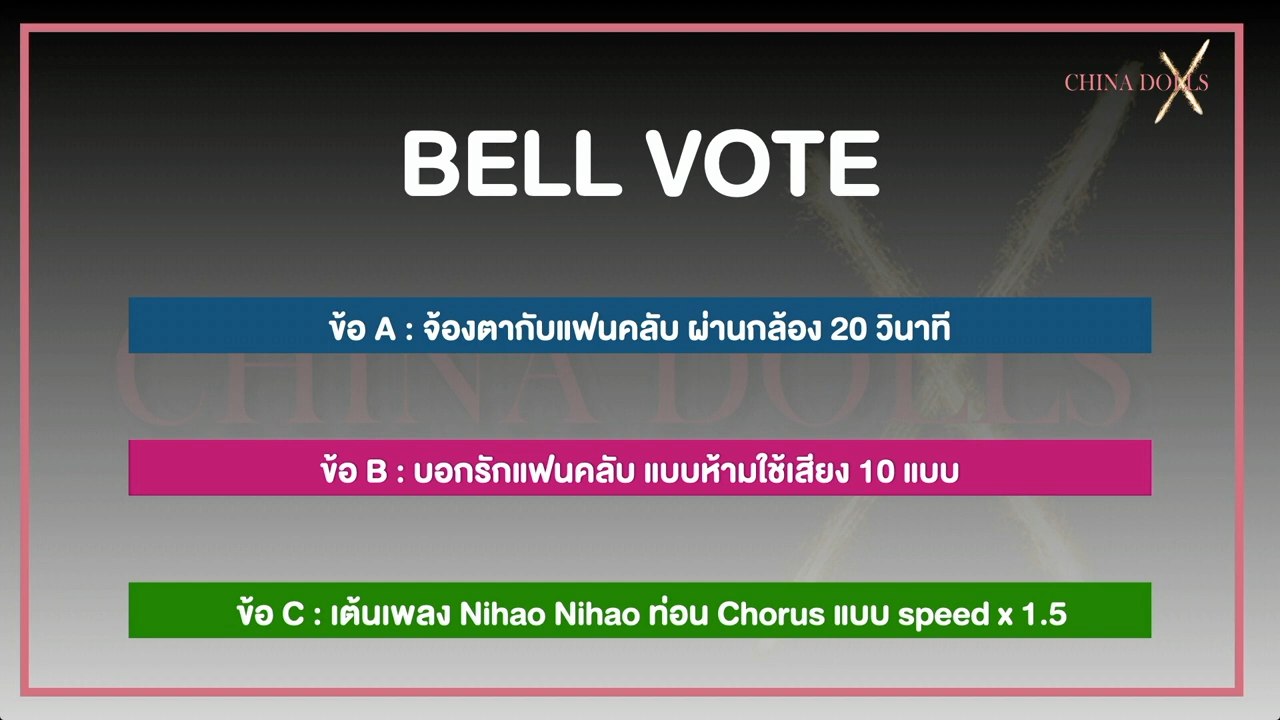 CHINA DOLLS X
BELL VOTE
ข้อ A : จ้องตากับแฟนคลับ ผ่านกล้อง 20 วินาที
CHINA DOLLS
ข้อ B : บอกรักแฟนคลับ แบบห้ามใช้เสียง 10 แบบ
ข้อ C : เต้นเพลง Nihao Nihao ท่อน Chorus แบบ speed x 1.5